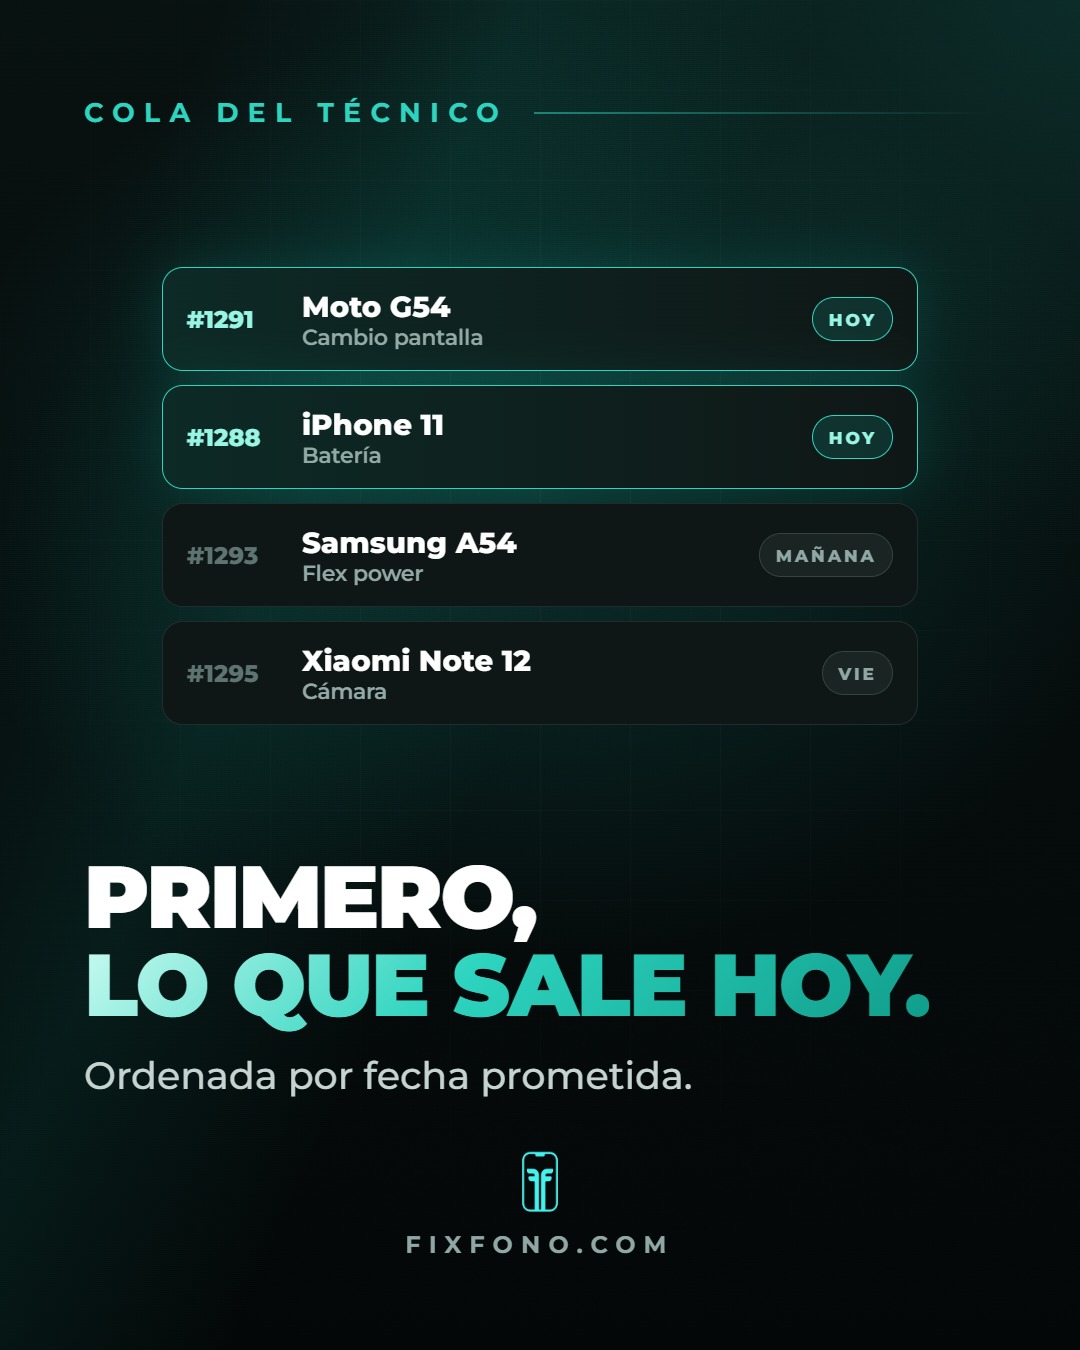 COLA DEL TÉCNICO
#1291 Moto G54 HOY
Cambio pantalla
#1288 iPhone 11 HOY
Batería
#1293 Samsung A54 MAÑANA
Flex power
#1295 Xiaomi Note 12 VIE
Cámara
PRIMERO,
LO QUE SALE HOY.
Ordenada por fecha prometida.
FIXFONO.COM